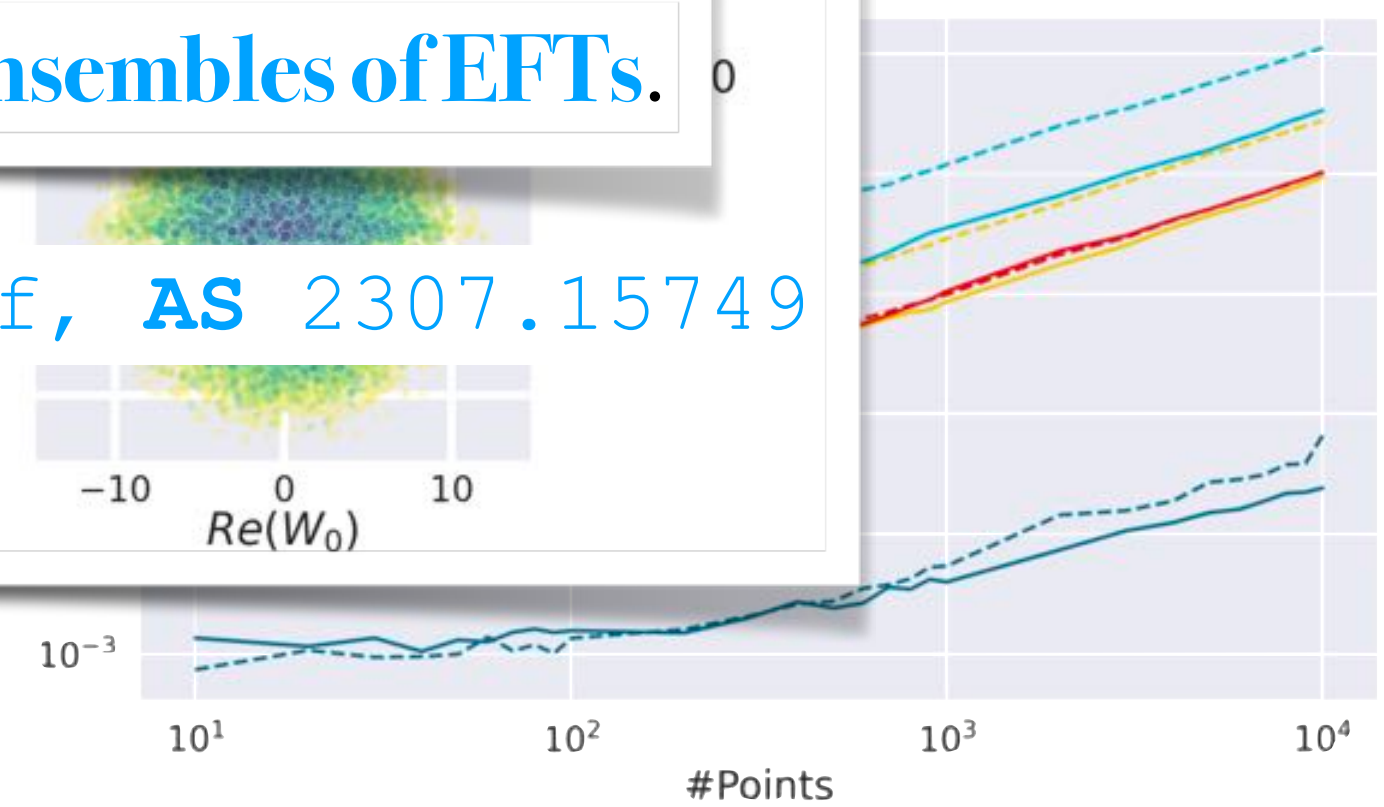 nsembles of EFTs.
0
f, AS 2307.15749
−10 0 10
Re(W₀)
10⁻³
10¹ 10² 10³ 10⁴
#Points